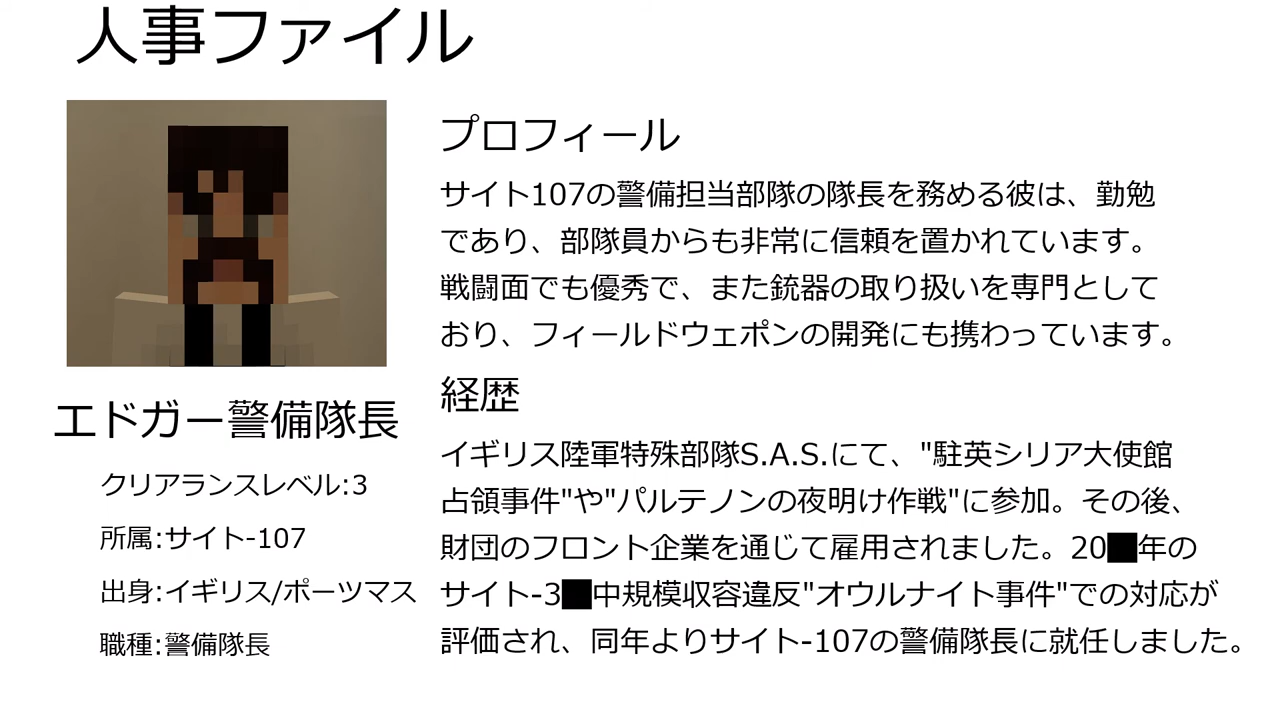 人事ファイル
エドガー警備隊長
クリアランスレベル:3
所属:サイト-107
出身:イギリス/ポーツマス
職種:警備隊長
プロフィール
サイト107の警備担当部隊の隊長を務める彼は、勤勉
であり、部隊員からも非常に信頼を置かれています。
戦闘面でも優秀で、また銃器の取り扱いを専門として
おり、フィールドウェポンの開発にも携わっています。
経歴
イギリス陸軍特殊部隊S.A.S.にて、"駐英シリア大使館
占領事件"や"パルテノンの夜明け作戦"に参加。その後、
財団のフロント企業を通じて雇用されました。20█年の
サイト-3█中規模収容違反"オウルナイト事件"での対応が
評価され、同年よりサイト-107の警備隊長に就任しました。